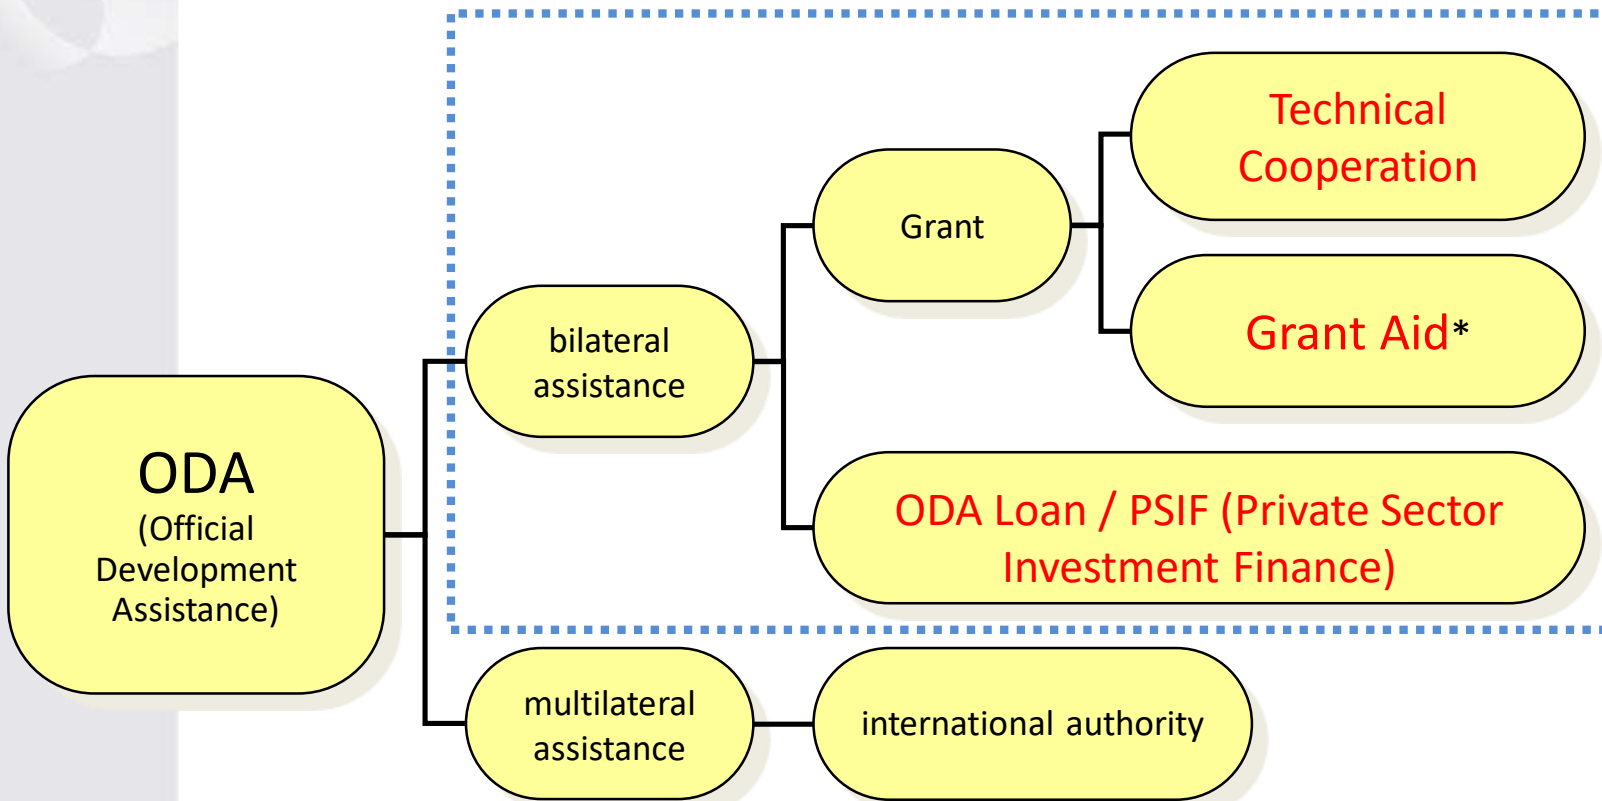 Technical
Cooperation
Grant
Grant Aid*
bilateral
assistance
ODA
(Official
Development
Assistance)
ODA Loan / PSIF (Private Sector
Investment Finance)
multilateral
assistance
international authority